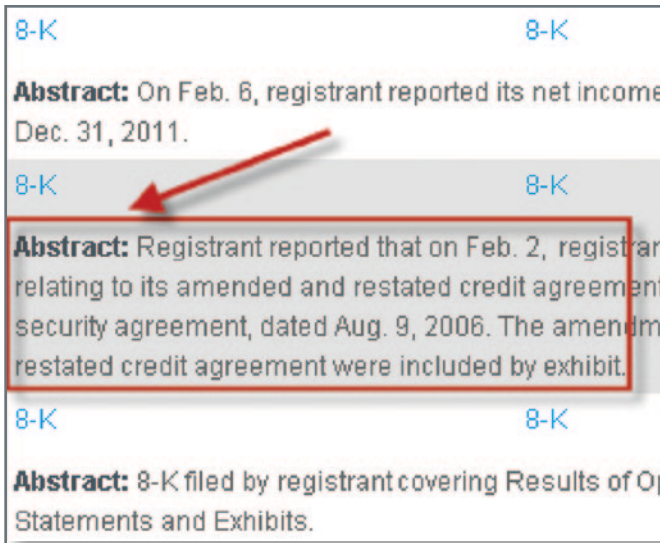 8-K 8-K
Abstract: On Feb. 6, registrant reported its net income
Dec. 31, 2011.
8-K 8-K
Abstract: Registrant reported that on Feb. 2, registran
relating to its amended and restated credit agreement
security agreement, dated Aug. 9, 2006. The amendm
restated credit agreement were included by exhibit.
8-K 8-K
Abstract: 8-K filed by registrant covering Results of Op
Statements and Exhibits.